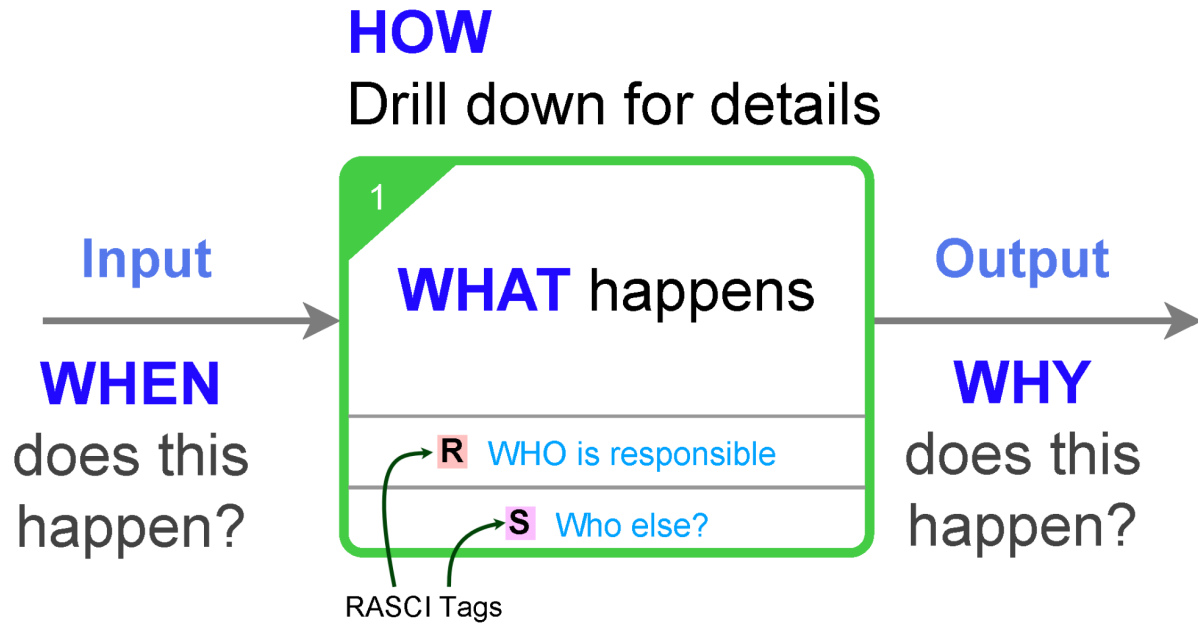 HOW
Drill down for details
1
Input
WHAT happens
Output
WHEN
does this
happen?
WHY
does this
happen?
R WHO is responsible
S Who else?
RASCI Tags